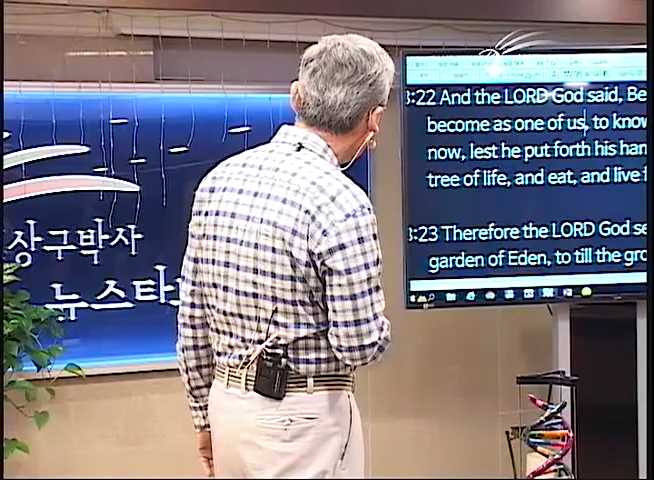 상구박사
뉴스타
3:22 And the LORD God said, Be
become as one of us, to know
now, lest he put forth his han
tree of life, and eat, and live f
3:23 Therefore the LORD God se
garden of Eden, to till the gro